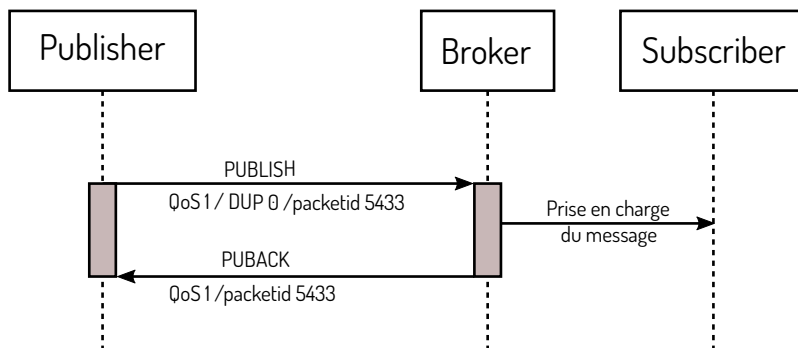 Publisher
Broker
Subscriber
PUBLISH
QoS 1 / DUP 0 /packetid 5433
Prise en charge
du message
PUBACK
QoS 1 /packetid 5433